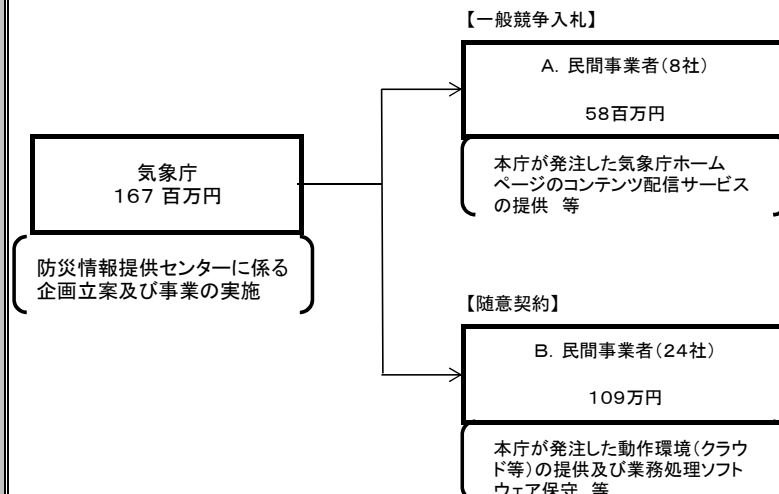 【一般競争入札】
A．民間事業者（8社）
58百万円
本庁が発注した気象庁ホーム
ページのコンテンツ配信サービス
の提供　等
気象庁
167 百万円
防災情報提供センターに係る
企画立案及び事業の実施
【随意契約】
B．民間事業者（24社）
109万円
本庁が発注した動作環境（クラウ
ド等）の提供及び業務処理ソフト
ウェア保守　等